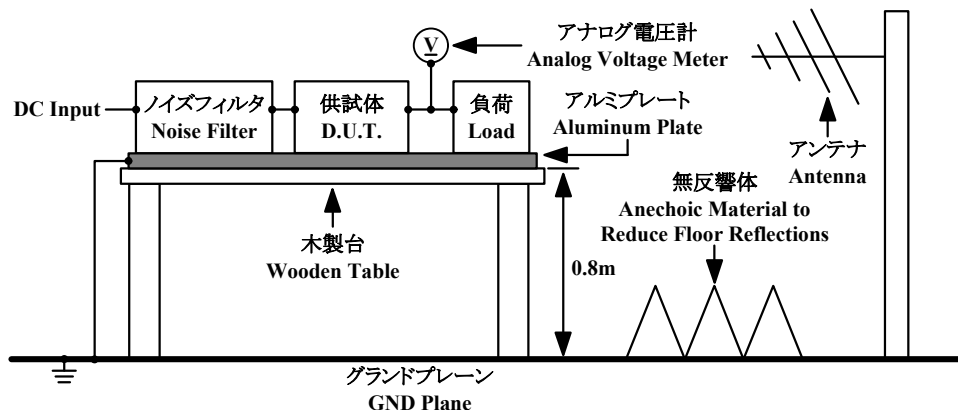 アナログ電圧計
Analog Voltage Meter
V
DC Input
ノイズフィルタ
Noise Filter
供試体
D.U.T.
負荷
Load
アルミプレート
Aluminum Plate
アンテナ
Antenna
無反響体
Anechoic Material to
Reduce Floor Reflections
木製台
Wooden Table
0.8m
グランドプレーン
GND Plane